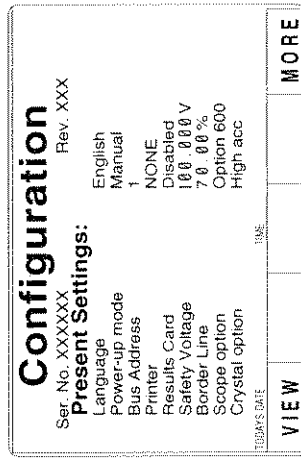 Configuration
Ser. No. XXXXXX Rev. XXX
Present Settings:
Language English
Power-up mode Manual
Bus Address 1
Printer NONE
Results Card Disabled
Safety Voltage 100.000V
Border Line 70.00%
Scope option Option 600
Crystal option High acc
TODAYS DATE TIME
VIEW MORE